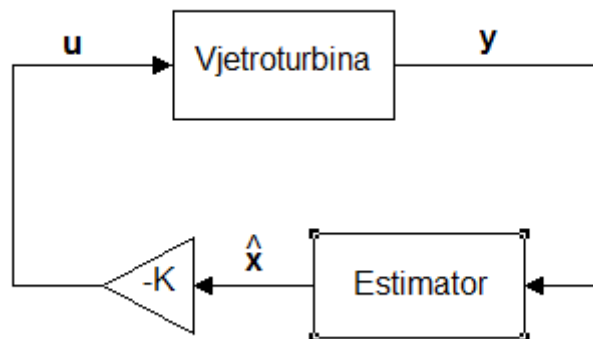 u
Vjetroturbina
y
-K
x̂
Estimator